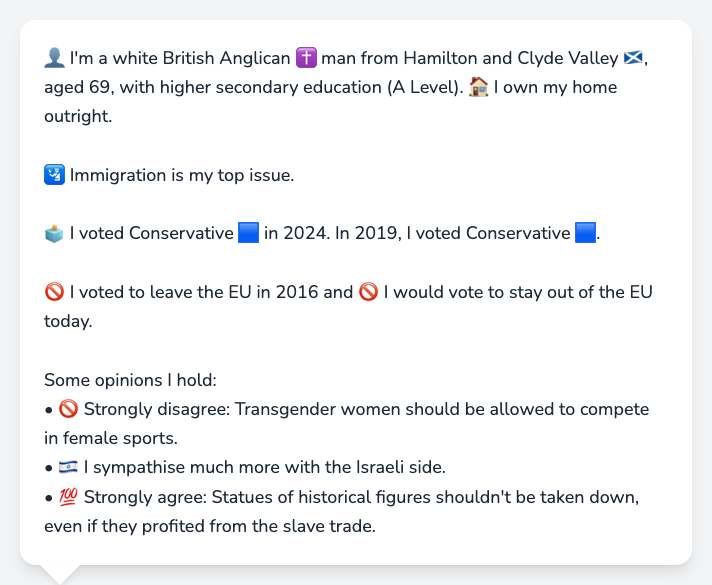 👤 I'm a white British Anglican ✝️ man from Hamilton and Clyde Valley 🏴󠁧󠁢󠁳󠁣󠁴󠁿,
aged 69, with higher secondary education (A Level). 🏠 I own my home
outright.
🛂 Immigration is my top issue.
🗳️ I voted Conservative 🟦 in 2024. In 2019, I voted Conservative 🟦.
🚫 I voted to leave the EU in 2016 and 🚫 I would vote to stay out of the EU
today.
Some opinions I hold:
• 🚫 Strongly disagree: Transgender women should be allowed to compete
in female sports.
• 🇮🇱 I sympathise much more with the Israeli side.
• 💯 Strongly agree: Statues of historical figures shouldn't be taken down,
even if they profited from the slave trade.